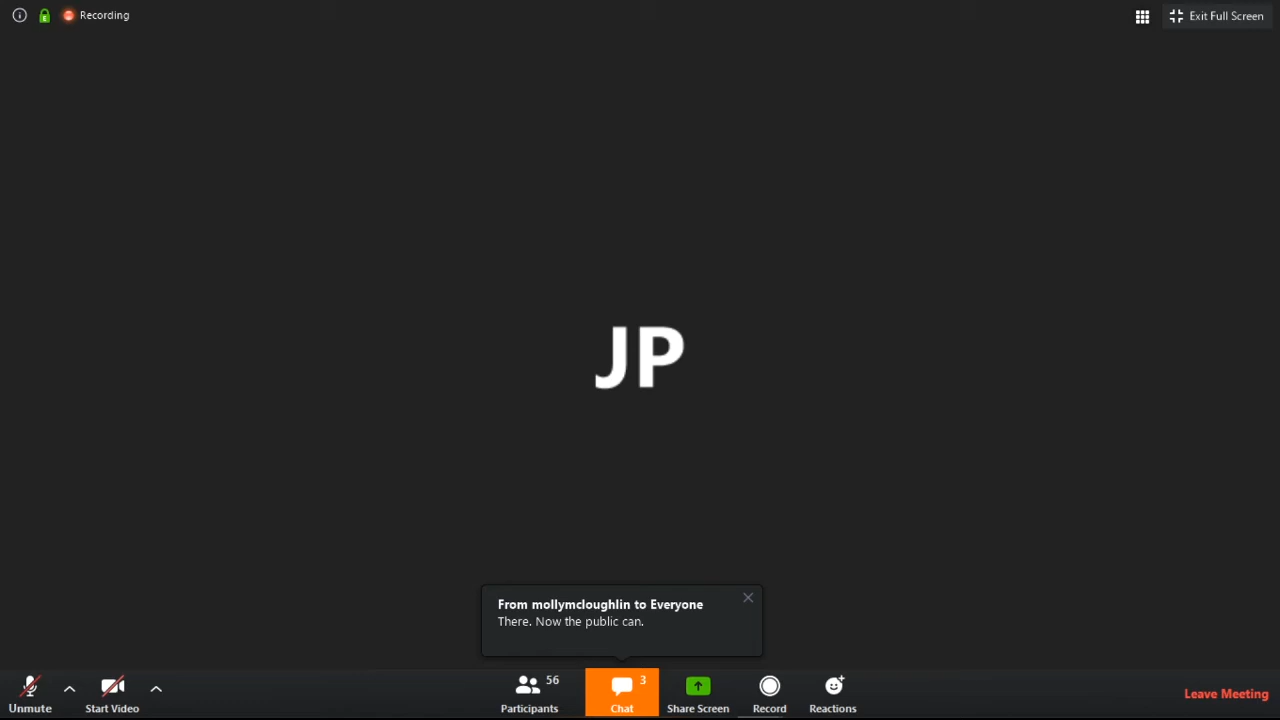 Recording
Exit Full Screen
JP
From mollymcloughlin to Everyone
There. Now the public can.
Unmute
Start Video
56
Participants
3
Chat
Share Screen
Record
Reactions
Leave Meeting